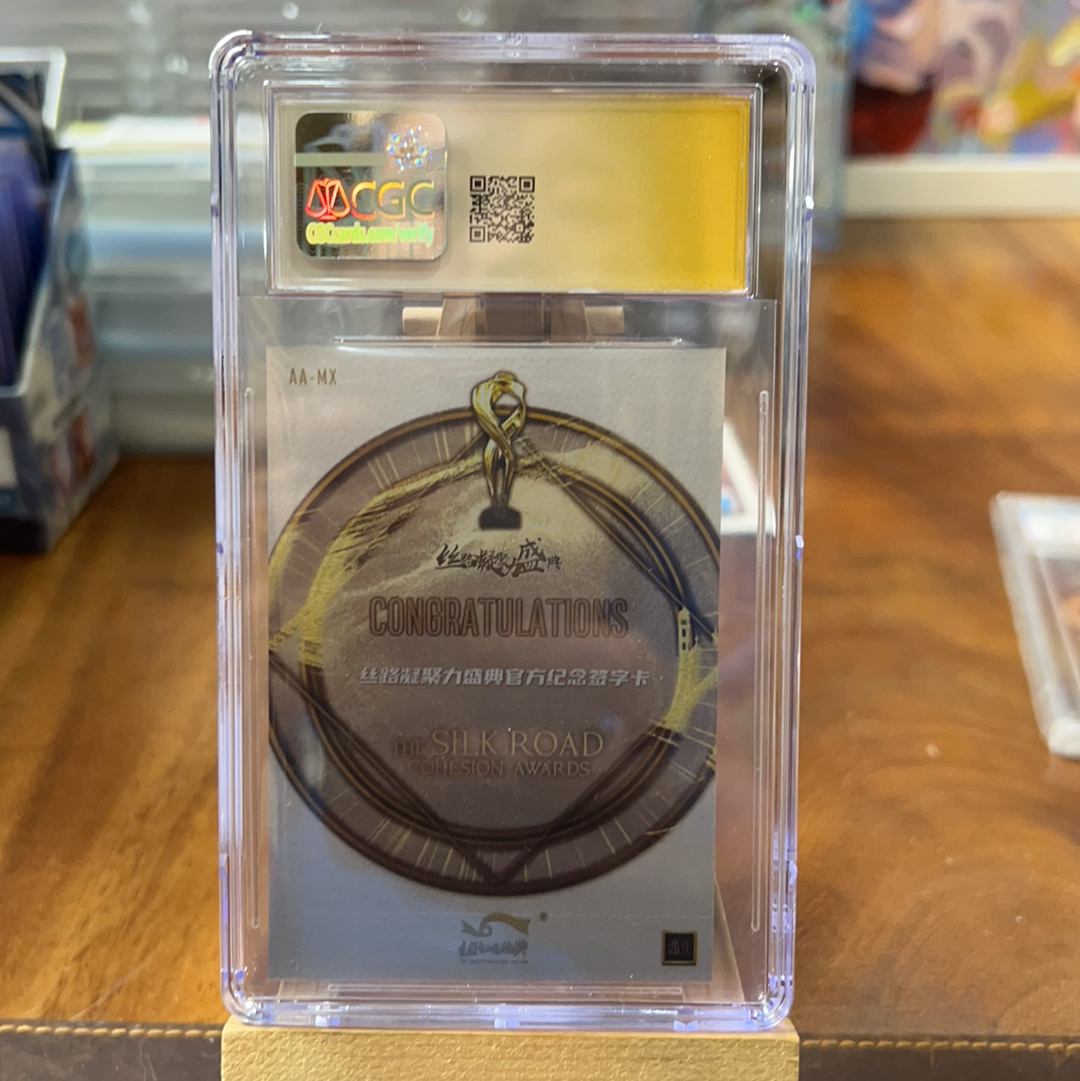 CGC
CGCcards.com/verify
AA-MX
丝路凝聚力盛典
CONGRATULATIONS
· 丝路凝聚力盛典官方纪念签字卡 ·
THE SILK ROAD
COHESION AWARDS
®